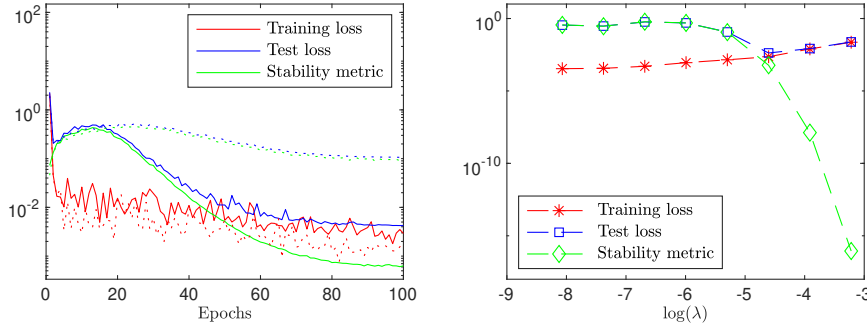 Training loss
Test loss
Stability metric
10^2
10^0
10^-2
0
20
40
60
80
100
Epochs
10^0
10^-10
Training loss
Test loss
Stability metric
-9
-8
-7
-6
-5
-4
-3
log(λ)